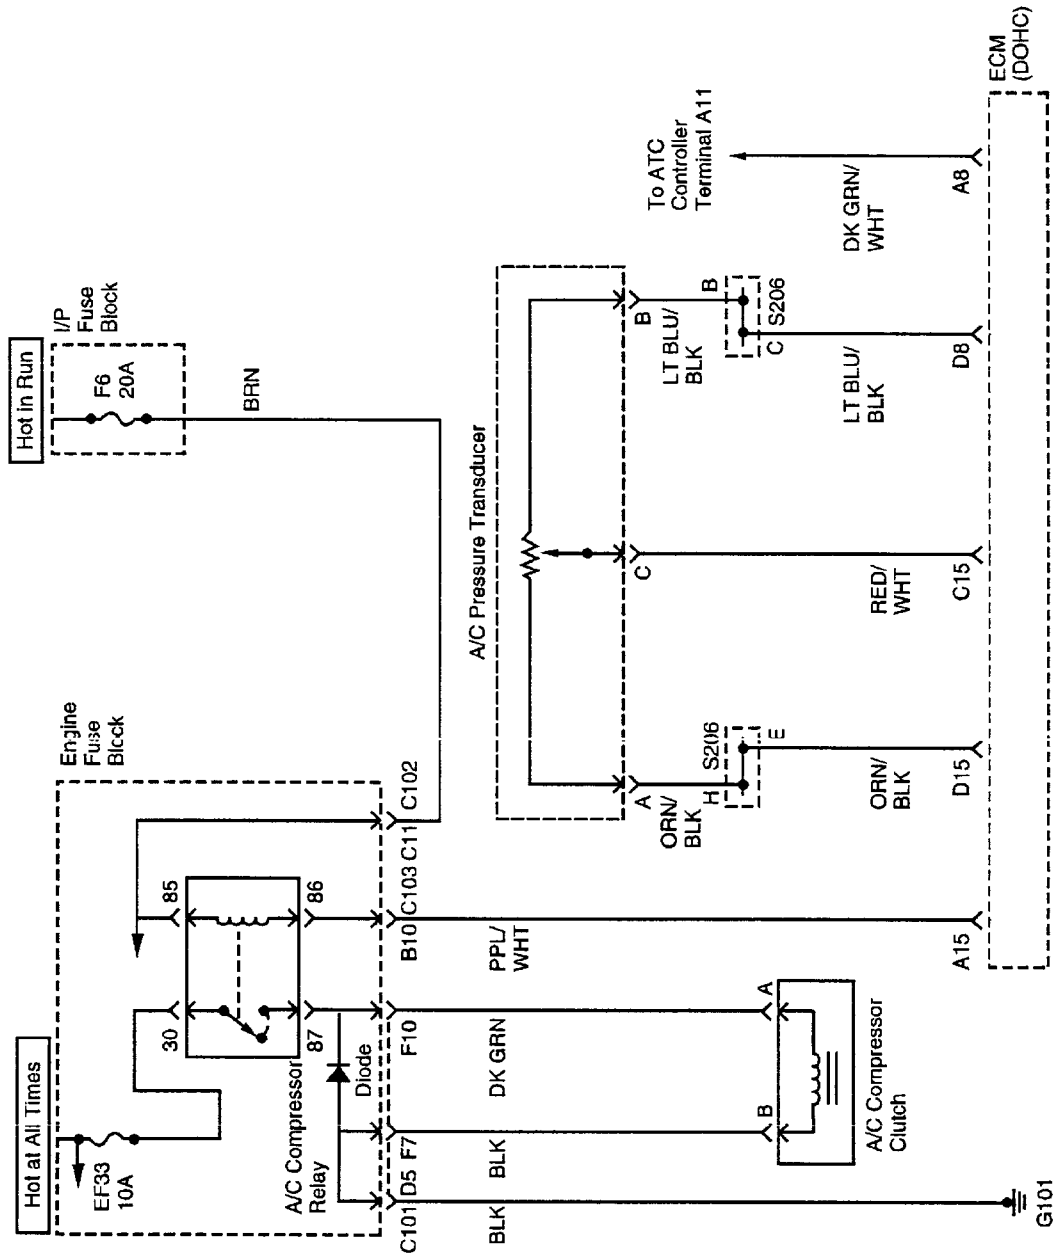 Hot at All Times
EF33
10A
Engine
Fuse
Block
30
85
87
86
A/C Compressor
Relay
Diode
C101
D5
F7
F10
B10
C103
C11
C102
BLK
BLK
DK GRN
PPL/
WHT
Hot in Run
I/P
Fuse
Block
F6
20A
BRN
A/C Pressure Transducer
A
C
B
ORN/
BLK
LT BLU/
BLK
H
S206
E
B
C
S206
To ATC
Controller
Terminal A11
B
A
A/C Compressor
Clutch
ORN/
BLK
RED/
WHT
LT BLU/
BLK
DK GRN/
WHT
A15
D15
C15
D8
A8
ECM
(DOHC)
G101